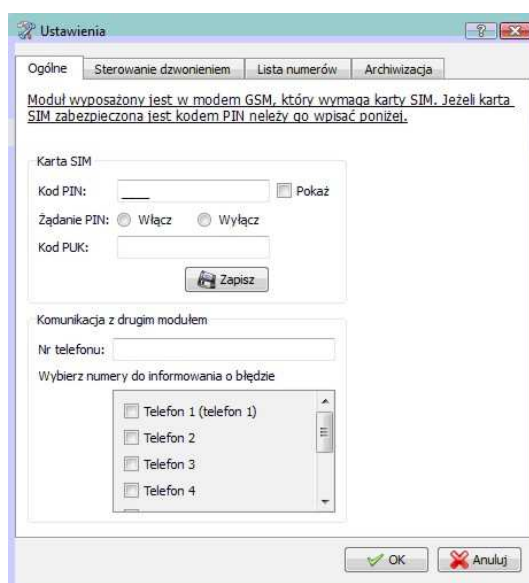 Ustawienia
Ogólne Sterowanie dzwonieniem Lista numerów Archiwizacja
Moduł wyposażony jest w modem GSM, który wymaga karty SIM. Jeżeli karta
SIM zabezpieczona jest kodem PIN neleży go wpisać poniżej.
Karta SIM
Kod PIN: ____ Pokaż
Żądanie PIN: Włącz Wyłącz
Kod PUK:
Zapisz
Komunikacja z drugim modułem
Nr telefonu:
Wybierz numery do informowania o błędzie
Telefon 1 (telefon 1)
Telefon 2
Telefon 3
Telefon 4
OK Anuluj